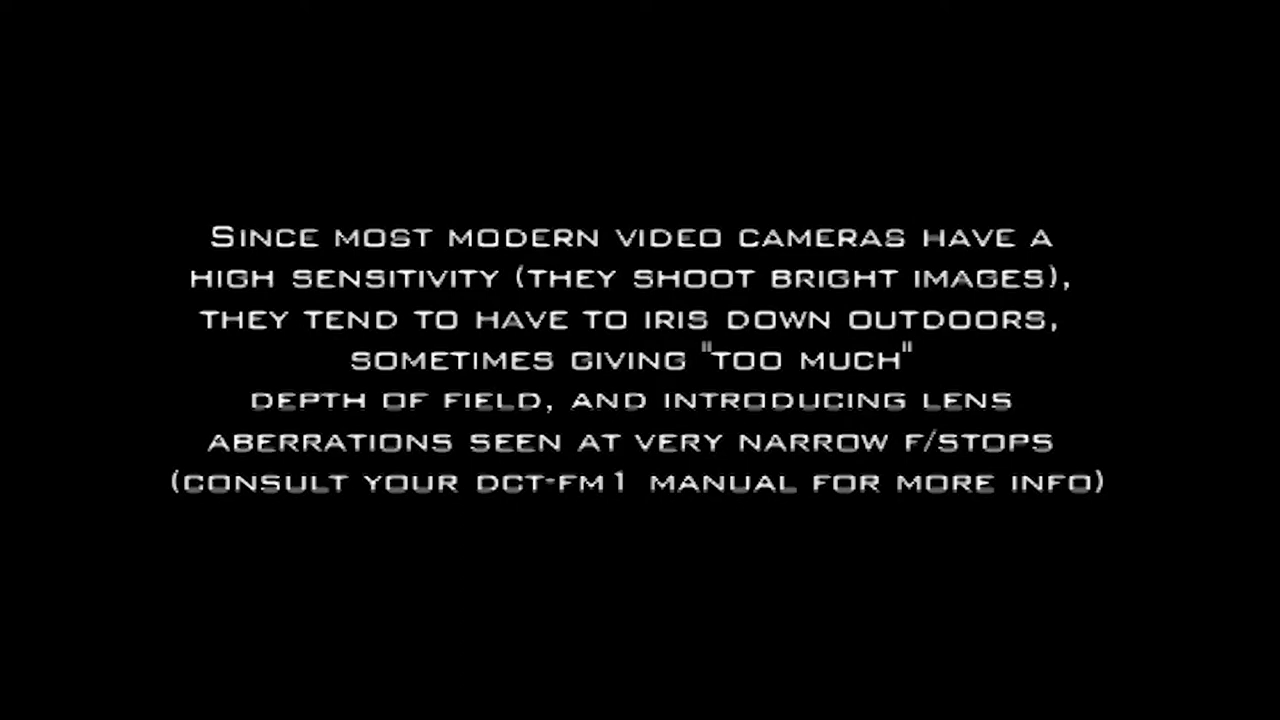 Since most modern video cameras have a
high sensitivity (they shoot bright images),
they tend to have to iris down outdoors,
sometimes giving "too much"
depth of field, and introducing lens
aberrations seen at very narrow f/stops
(consult your DCT-FM1 manual for more info)